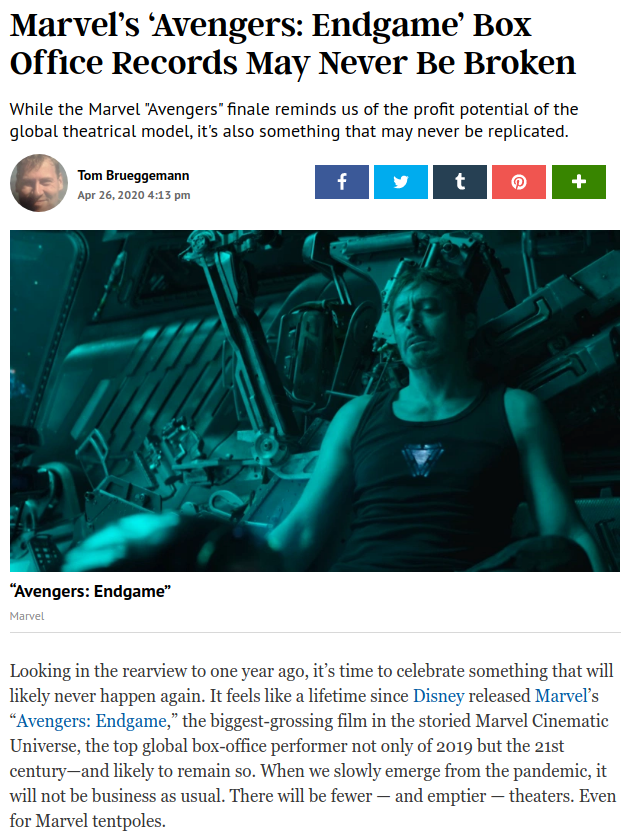 Marvel’s ‘Avengers: Endgame’ Box
Office Records May Never Be Broken
While the Marvel "Avengers" finale reminds us of the profit potential of the
global theatrical model, it's also something that may never be replicated.
Tom Brueggemann
Apr 26, 2020 4:13 pm
“Avengers: Endgame”
Marvel
Looking in the rearview to one year ago, it’s time to celebrate something that will
likely never happen again. It feels like a lifetime since Disney released Marvel’s
“Avengers: Endgame,” the biggest-grossing film in the storied Marvel Cinematic
Universe, the top global box-office performer not only of 2019 but the 21st
century—and likely to remain so. When we slowly emerge from the pandemic, it
will not be business as usual. There will be fewer — and emptier — theaters. Even
for Marvel tentpoles.